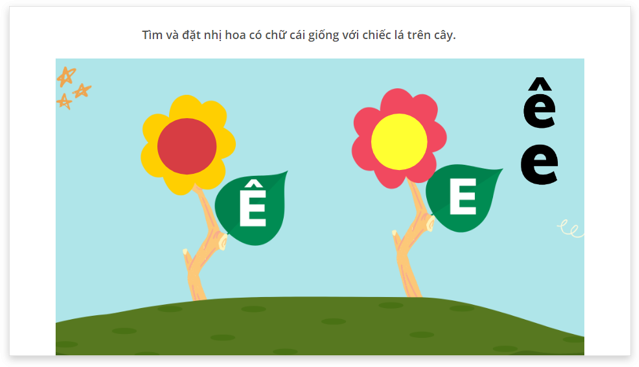 Tìm và đặt nhị hoa có chữ cái giống với chiếc lá trên cây.
ê
e
Ê
E